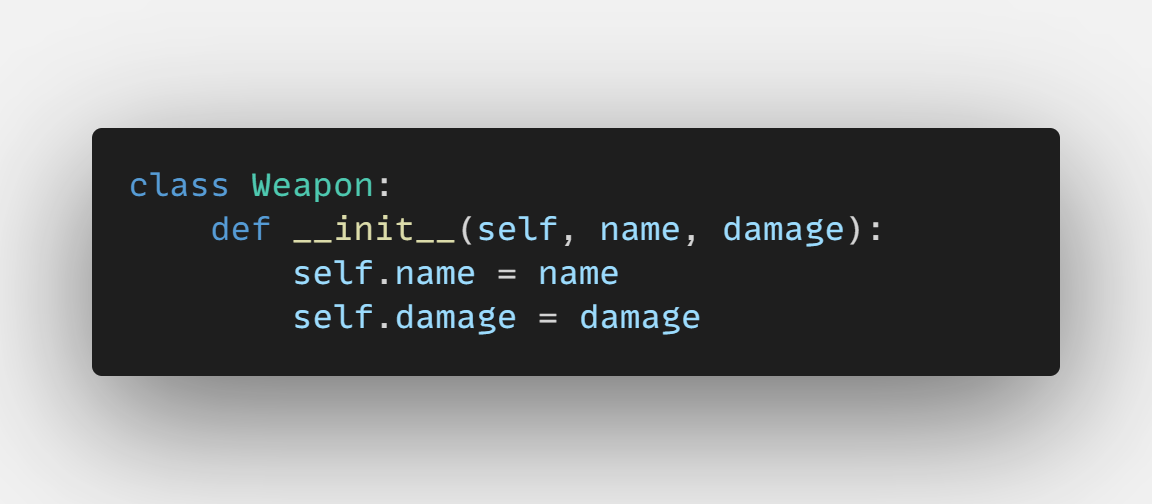 class Weapon:
    def __init__(self, name, damage):
        self.name = name
        self.damage = damage